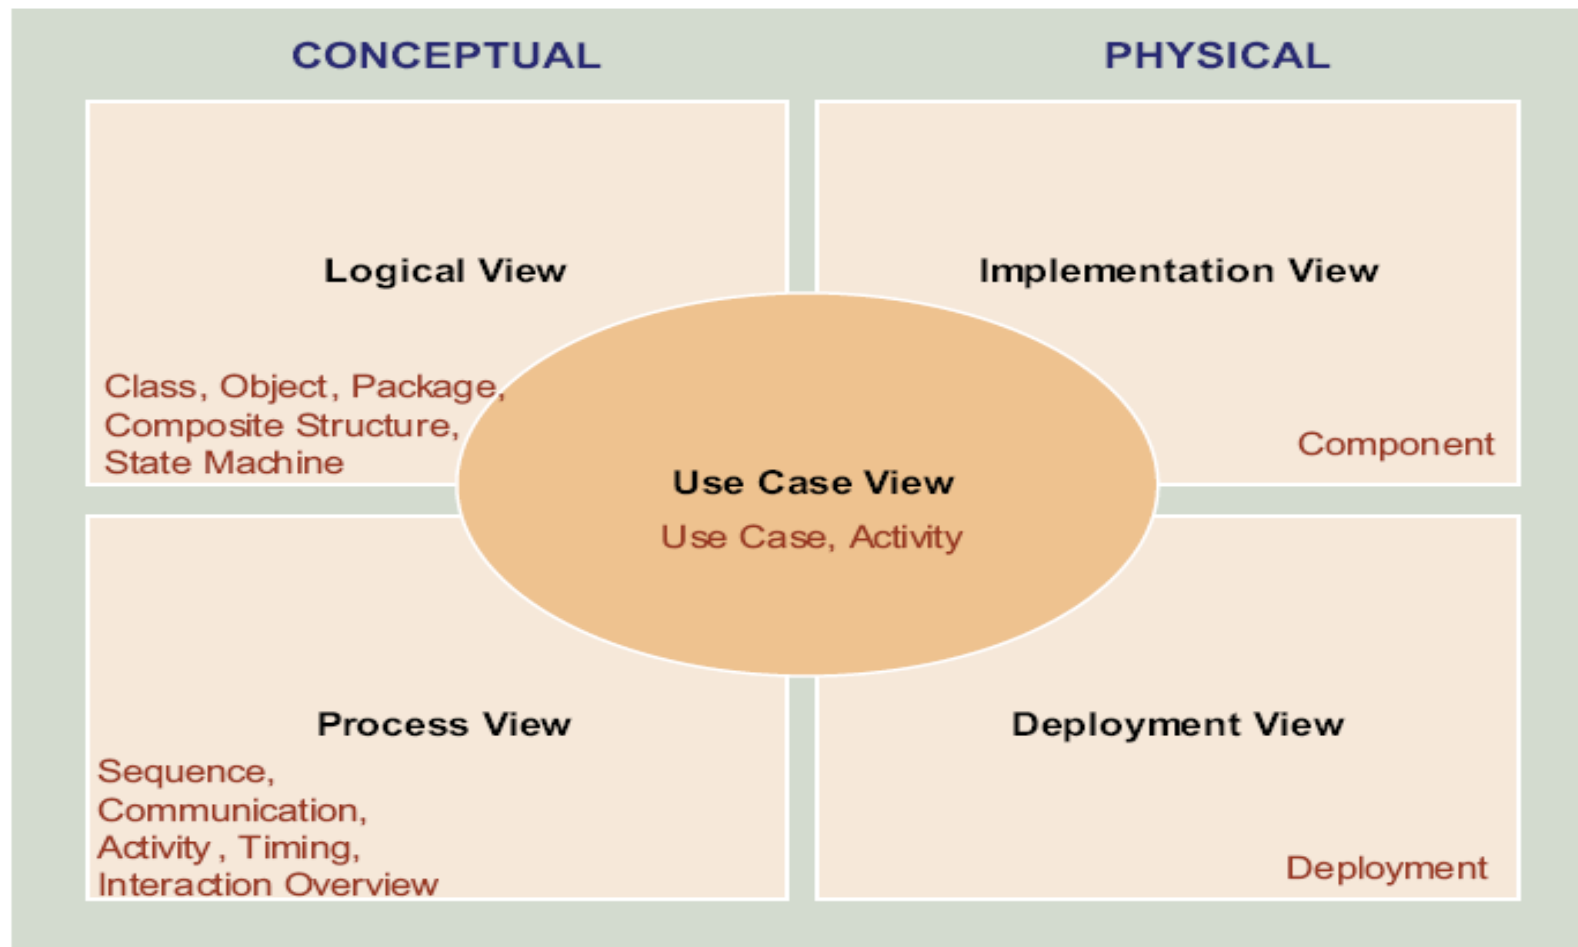 CONCEPTUAL
PHYSICAL
Logical View
Class, Object, Package,
Composite Structure,
State Machine
Implementation View
Component
Use Case View
Use Case, Activity
Process View
Sequence,
Communication,
Activity, Timing,
Interaction Overview
Deployment View
Deployment